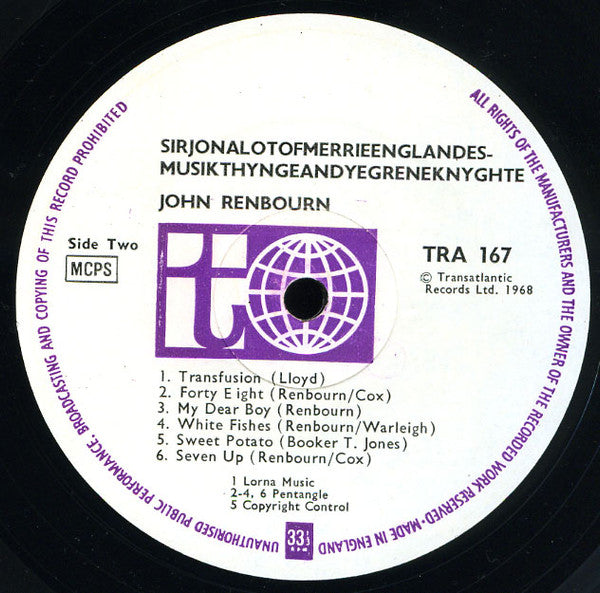 SIRJONALOTOFMERRIEENGLANDES-
MUSIKTHYNGEANDYEGRENEKNYGHTE
JOHN RENBOURN
Side Two
MCPS
it
TRA 167
© Transatlantic
Records Ltd. 1968
1. Transfusion (Lloyd)
2. Forty Eight (Renbourn/Cox)
3. My Dear Boy (Renbourn)
4. White Fishes (Renbourn/Warleigh)
5. Sweet Potato (Booker T. Jones)
6. Seven Up (Renbourn/Cox)
1 Lorna Music
2-4, 6 Pentangle
5 Copyright Control
33⅓
ALL RIGHTS OF THE MANUFACTURERS AND THE OWNER OF THE RECORDED WORK RESERVED-MADE IN ENGLAND
UNAUTHORISED PUBLIC PERFORMANCE, BROADCASTING AND COPYING OF THIS RECORD PROHIBITED